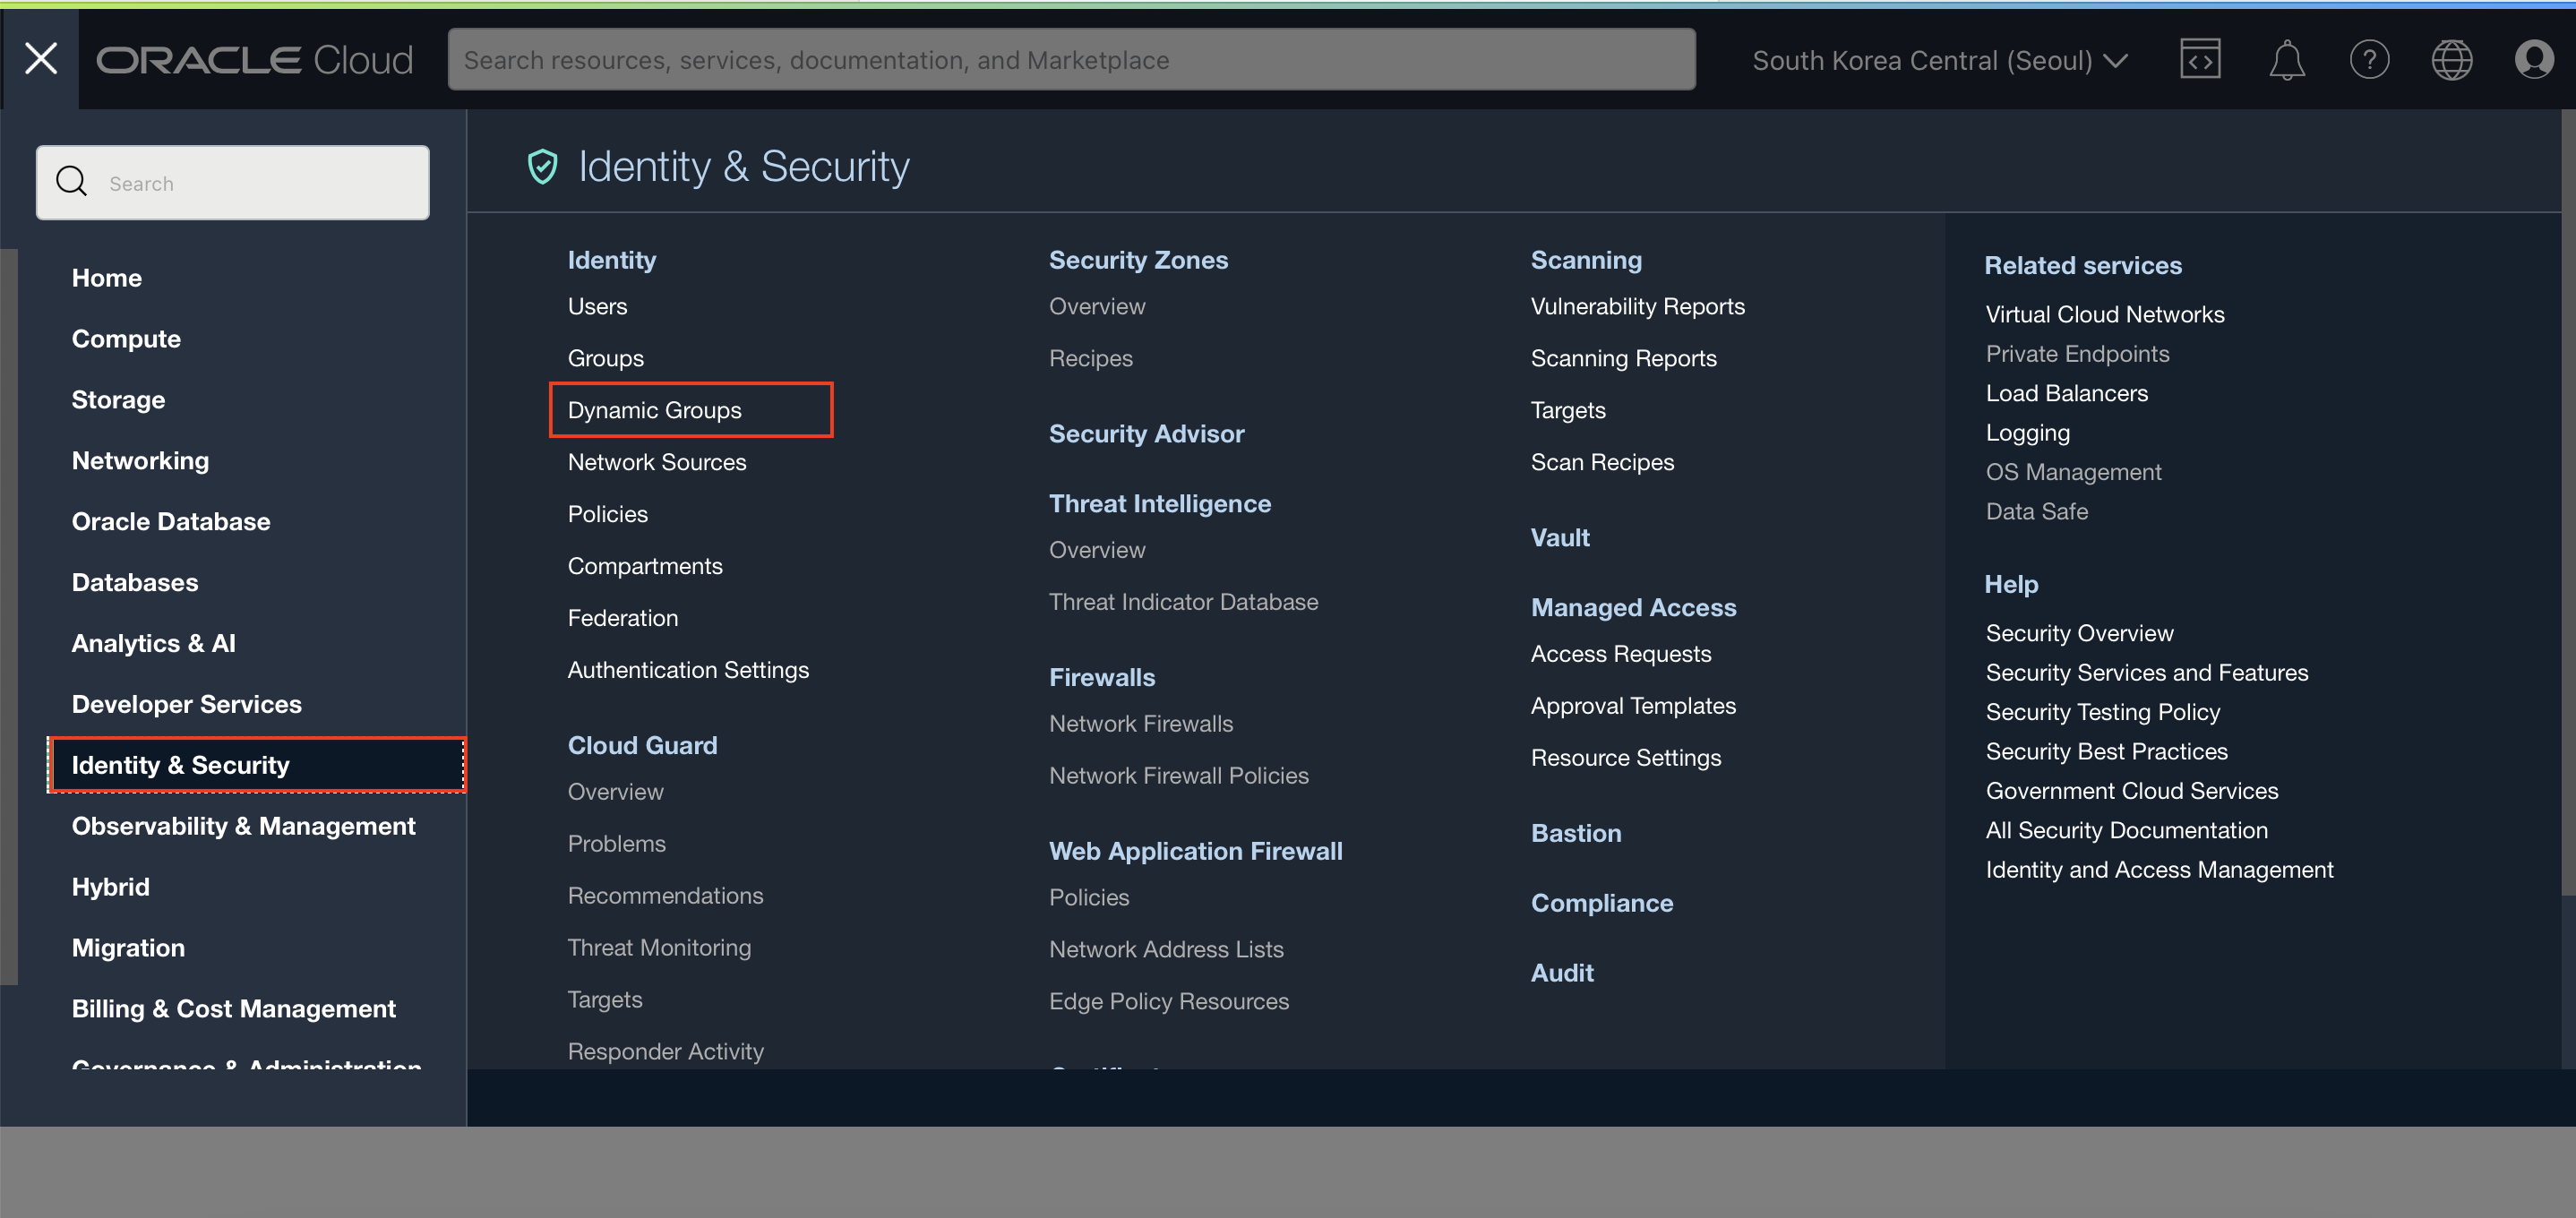 ORACLE Cloud
Search resources, services, documentation, and Marketplace
South Korea Central (Seoul)
Search
Home
Compute
Storage
Networking
Oracle Database
Databases
Analytics & AI
Developer Services
Identity & Security
Observability & Management
Hybrid
Migration
Billing & Cost Management
Governance & Administration
Identity & Security
Identity
Users
Groups
Dynamic Groups
Network Sources
Policies
Compartments
Federation
Authentication Settings
Cloud Guard
Overview
Problems
Recommendations
Threat Monitoring
Targets
Responder Activity
Security Zones
Overview
Recipes
Security Advisor
Threat Intelligence
Overview
Threat Indicator Database
Firewalls
Network Firewalls
Network Firewall Policies
Web Application Firewall
Policies
Network Address Lists
Edge Policy Resources
Scanning
Vulnerability Reports
Scanning Reports
Targets
Scan Recipes
Vault
Managed Access
Access Requests
Approval Templates
Resource Settings
Bastion
Compliance
Audit
Related services
Virtual Cloud Networks
Private Endpoints
Load Balancers
Logging
OS Management
Data Safe
Help
Security Overview
Security Services and Features
Security Testing Policy
Security Best Practices
Government Cloud Services
All Security Documentation
Identity and Access Management